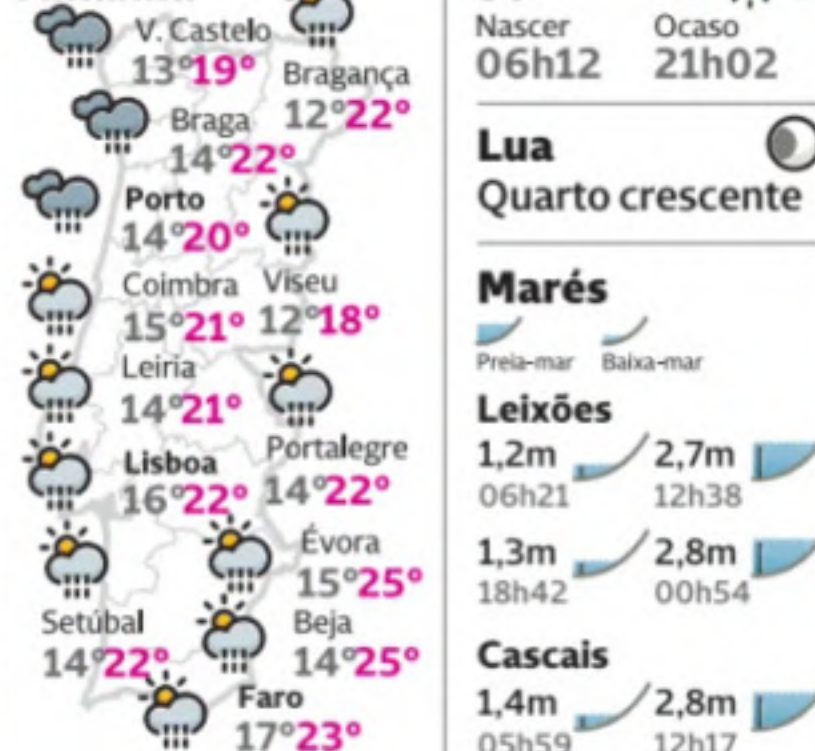 V. Castelo
13° 19°
Bragança
12° 22°
Braga
14° 22°
Porto
14° 20°
Coimbra
15° 21°
Viseu
12° 18°
Leiria
14° 21°
Lisboa
16° 22°
Portalegre
14° 22°
Évora
15° 25°
Setúbal
14° 22°
Beja
14° 25°
Faro
17° 23°
Nascer Ocaso
06h12 21h02
Lua
Quarto crescente
Marés
Preia-mar Baixa-mar
Leixões
1,2m 2,7m
06h21 12h38
1,3m 2,8m
18h42 00h54
Cascais
1,4m 2,8m
05h59 12h17